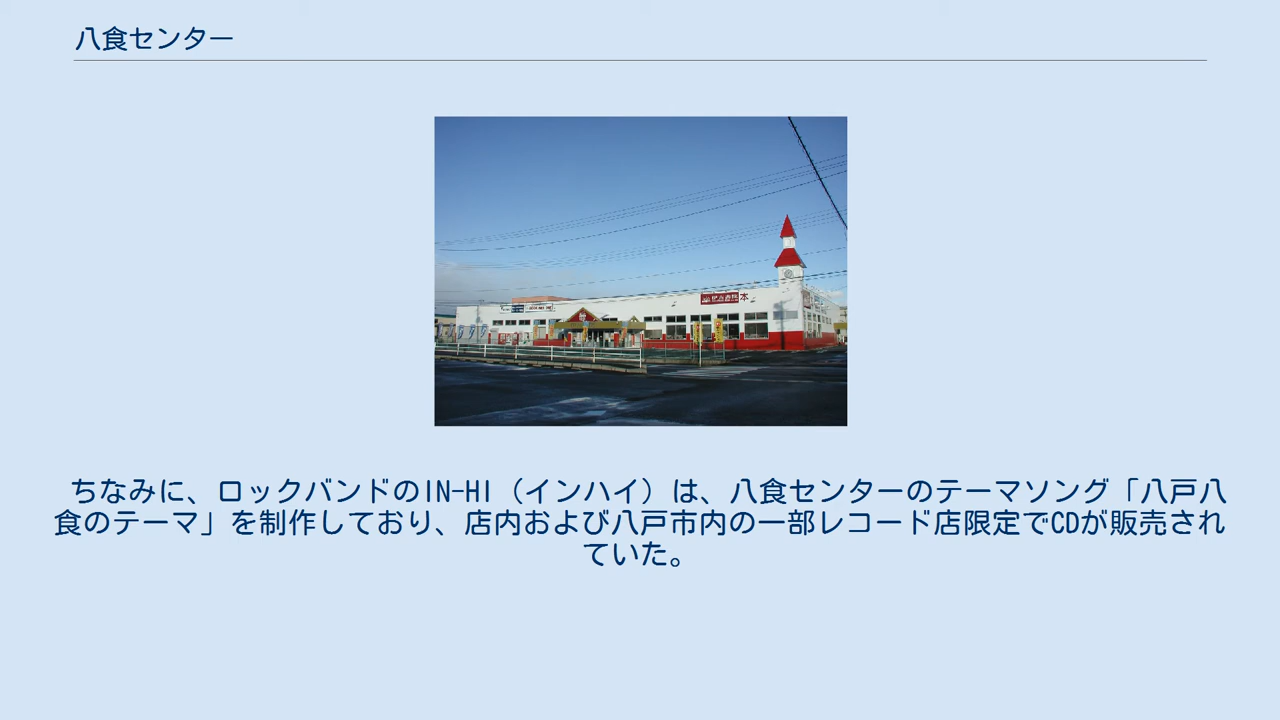 八食センター
ちなみに、ロックバンドのIN-HI（インハイ）は、八食センターのテーマソング「八戸八
食のテーマ」を制作しており、店内および八戸市内の一部レコード店限定でCDが販売され
ていた。